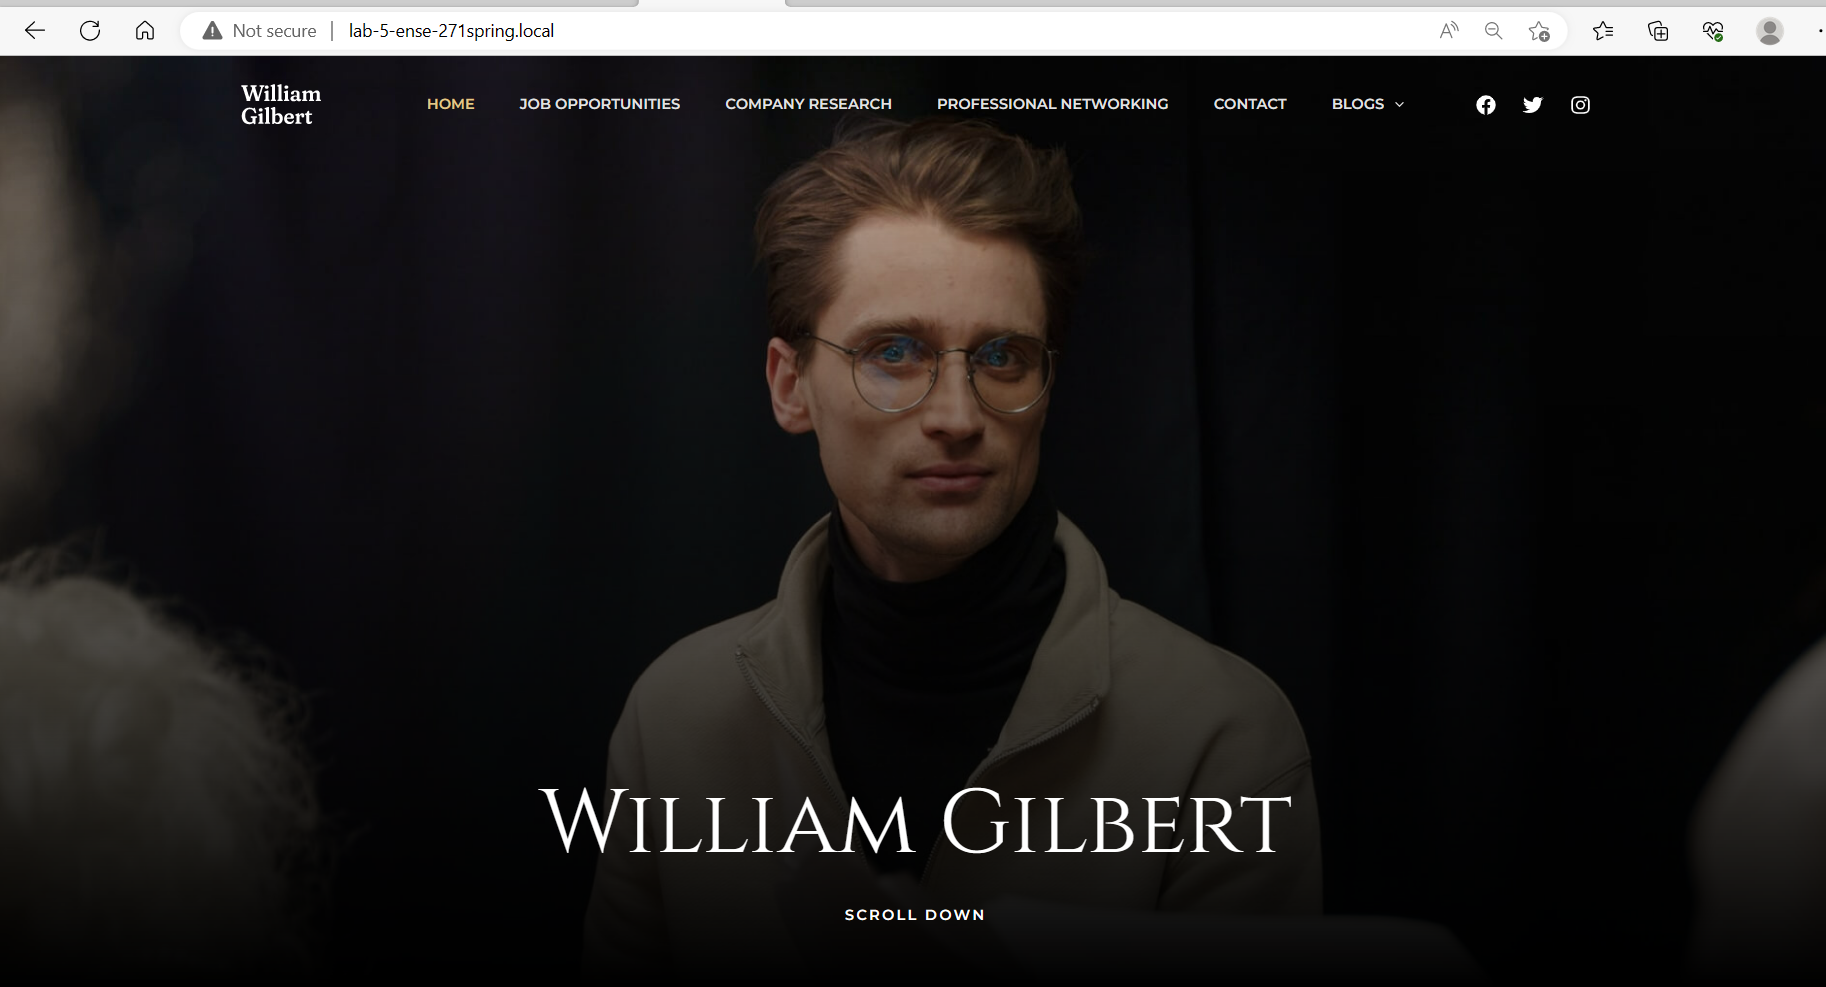 Not secure
lab-5-ense-271spring.local
William
Gilbert
HOME
JOB OPPORTUNITIES
COMPANY RESEARCH
PROFESSIONAL NETWORKING
CONTACT
BLOGS
William Gilbert
SCROLL DOWN